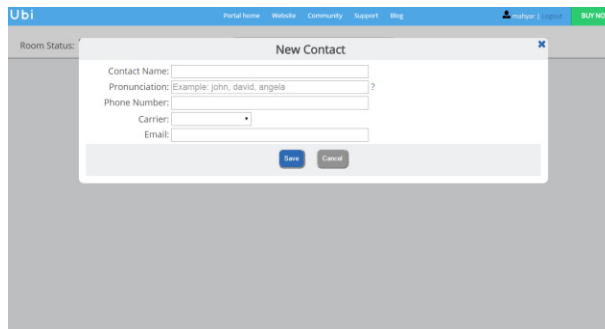 Ubi
Portal home Website Community Support Blog
mahyar | Logout
BUY NO
Room Status:
New Contact
Contact Name:
Pronunciation: Example: john, david, angela ?
Phone Number:
Carrier:
Email:
Save Cancel